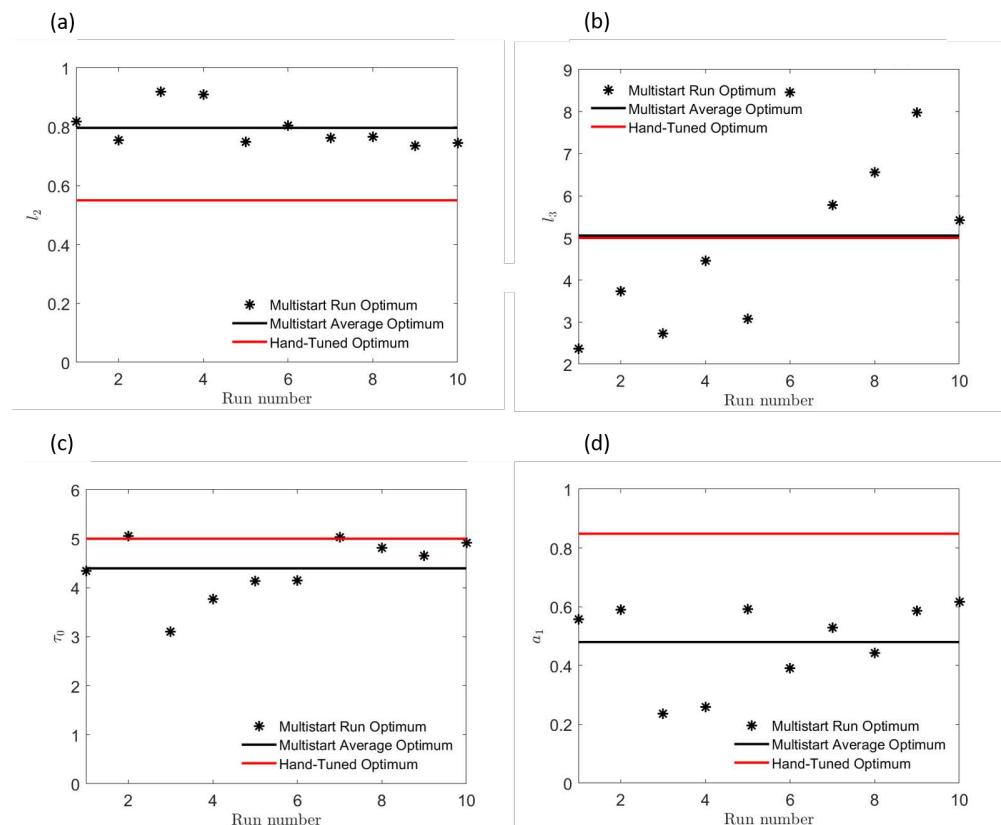 (a)
1
0.8
0.6
0.4
0.2
0
l₂
Multistart Run Optimum
Multistart Average Optimum
Hand-Tuned Optimum
2 4 6 8 10
Run number
(b)
9
8
7
6
5
4
3
2
l₃
Multistart Run Optimum
Multistart Average Optimum
Hand-Tuned Optimum
2 4 6 8 10
Run number
(c)
6
5
4
3
2
1
0
τ₀
Multistart Run Optimum
Multistart Average Optimum
Hand-Tuned Optimum
2 4 6 8 10
Run number
(d)
1
0.8
0.6
0.4
0.2
0
a₁
Multistart Run Optimum
Multistart Average Optimum
Hand-Tuned Optimum
2 4 6 8 10
Run number